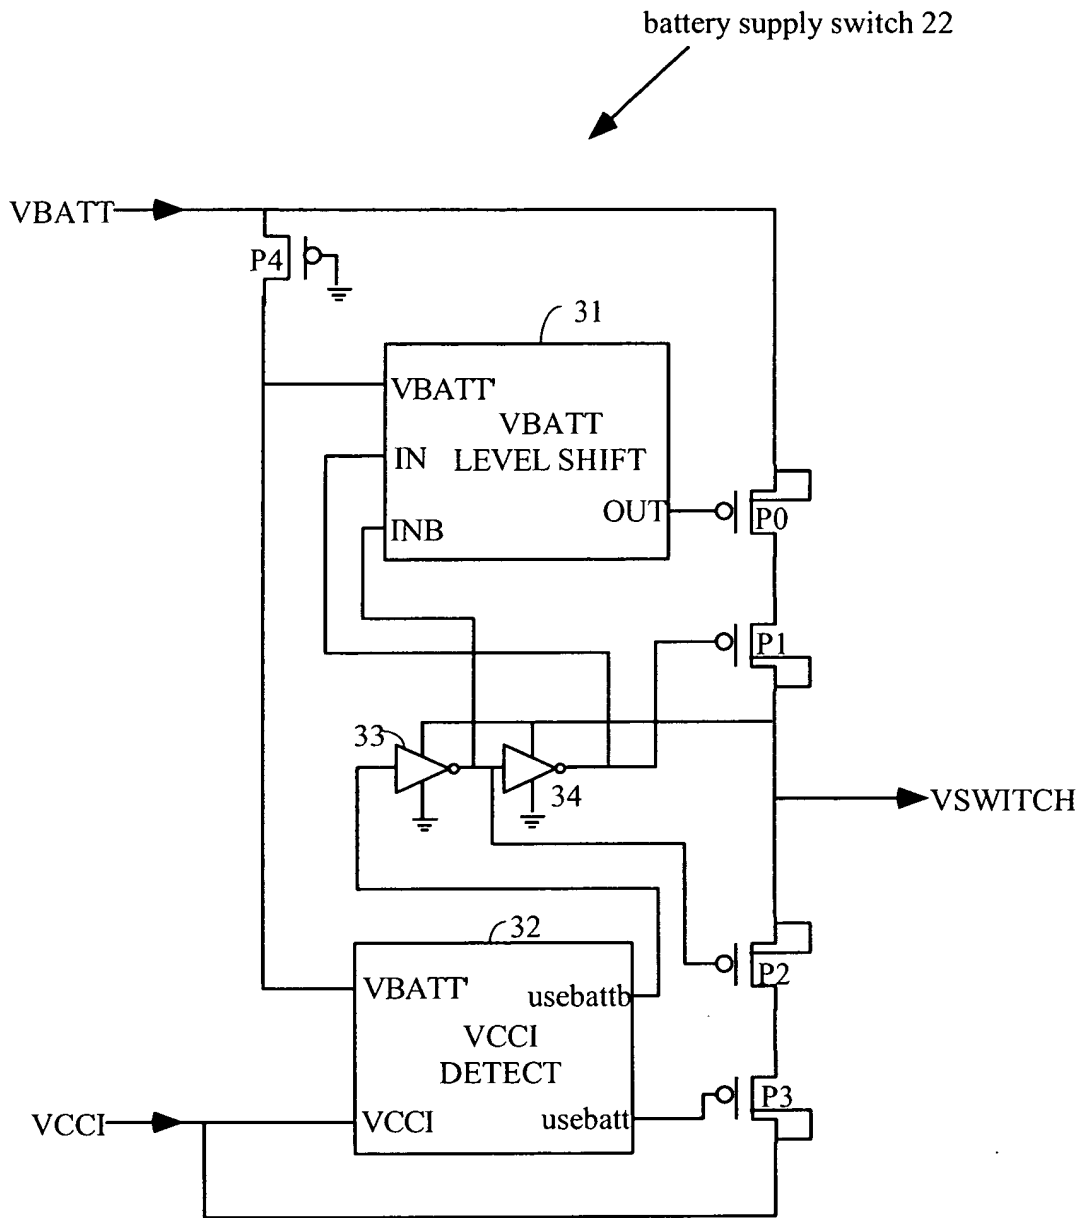 battery supply switch 22
VBATT
P4
31
VBATT'
VBATT
LEVEL SHIFT
IN
OUT
INB
P0
P1
33
34
VSWITCH
32
VBATT'
usebattb
P2
VCCI
DETECT
P3
VCCI
VCCI
usebatt